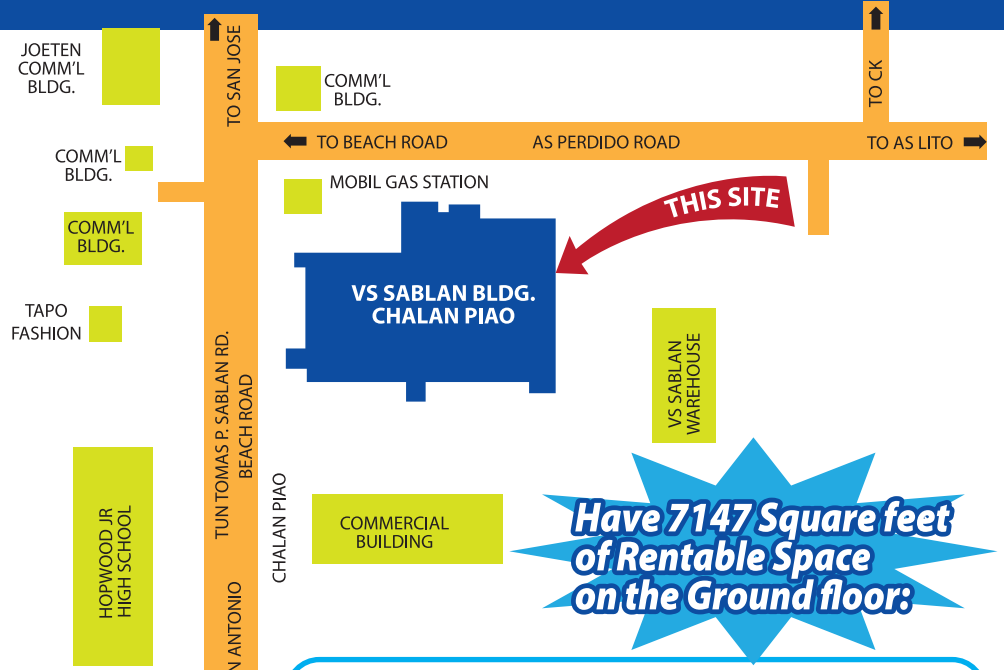 JOETEN
COMM'L
BLDG.
TO SAN JOSE
COMM'L
BLDG.
TO CK
TO BEACH ROAD
AS PERDIDO ROAD
TO AS LITO
COMM'L
BLDG.
MOBIL GAS STATION
THIS SITE
COMM'L
BLDG.
VS SABLAN BLDG.
CHALAN PIAO
TAPO
FASHION
TUN TOMAS P. SABLAN RD.
BEACH ROAD
VS SABLAN
WAREHOUSE
HOPWOOD JR
HIGH SCHOOL
CHALAN PIAO
COMMERCIAL
BUILDING
Have 7147 Square feet
of Rentable Space
on the Ground floor:
ANTONIO